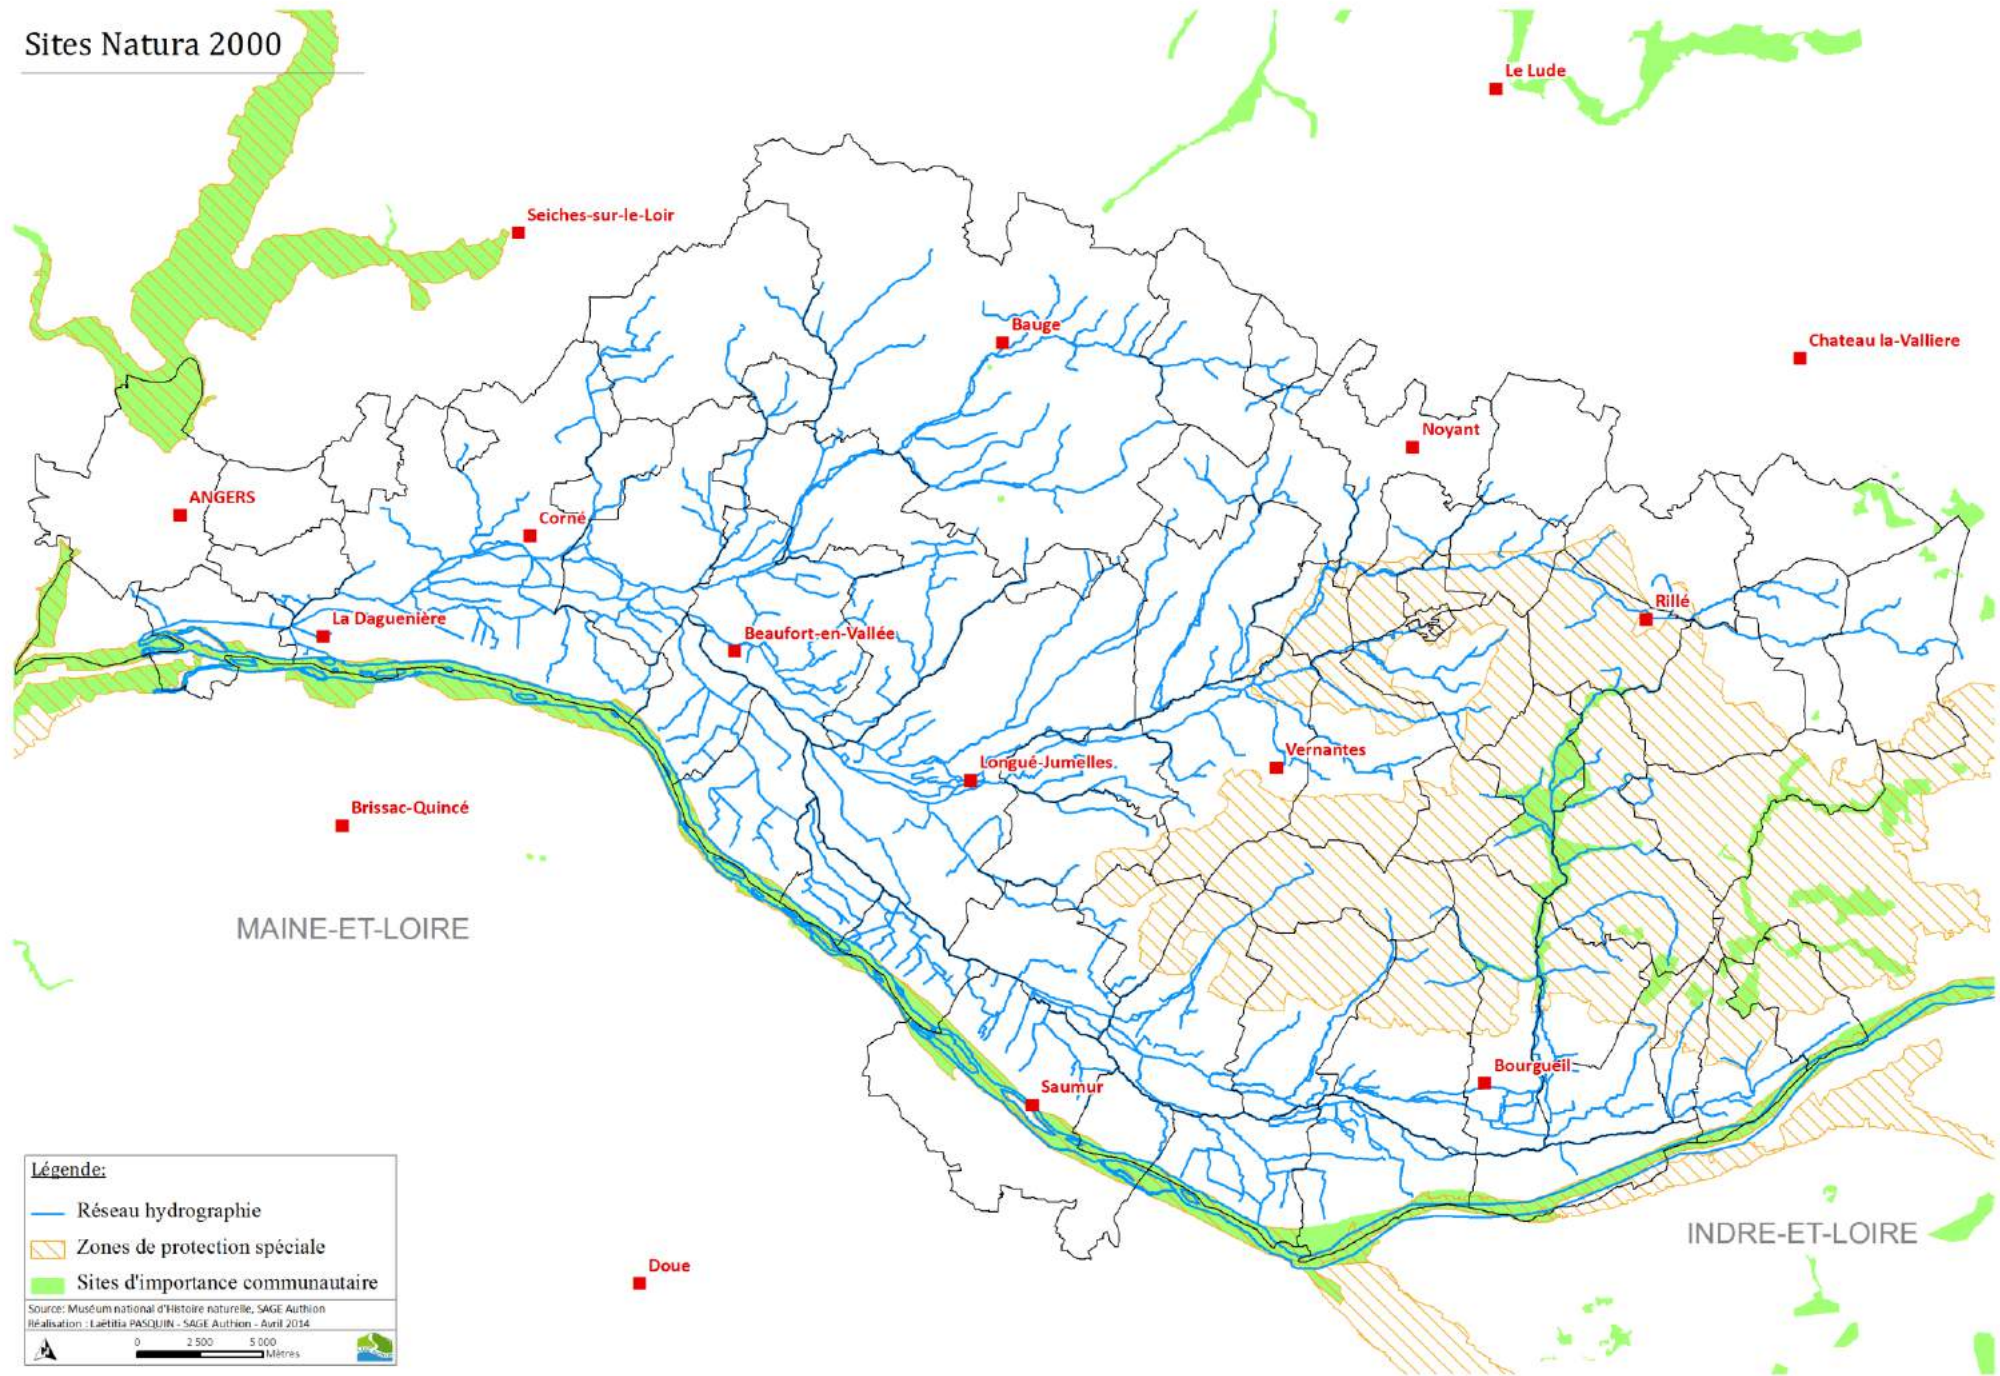 Sites Natura 2000
Le Lude
Seiches-sur-le-Loir
Bauge
Chateau la-Valliere
Noyant
ANGERS
Corné
Rillé
La Daguenière
Beaufort-en-Vallée
Vernantes
Longué-Jumelles
Brissac-Quincé
MAINE-ET-LOIRE
Bourgueil
Saumur
INDRE-ET-LOIRE
Doue
Légende:
Réseau hydrographie
Zones de protection spéciale
Sites d'importance communautaire
Source: Muséum national d'Histoire naturelle, SAGE Authion
Réalisation : Laëtitia PASQUIN - SAGE Authion - Avril 2014
0 2 500 5 000
Mètres